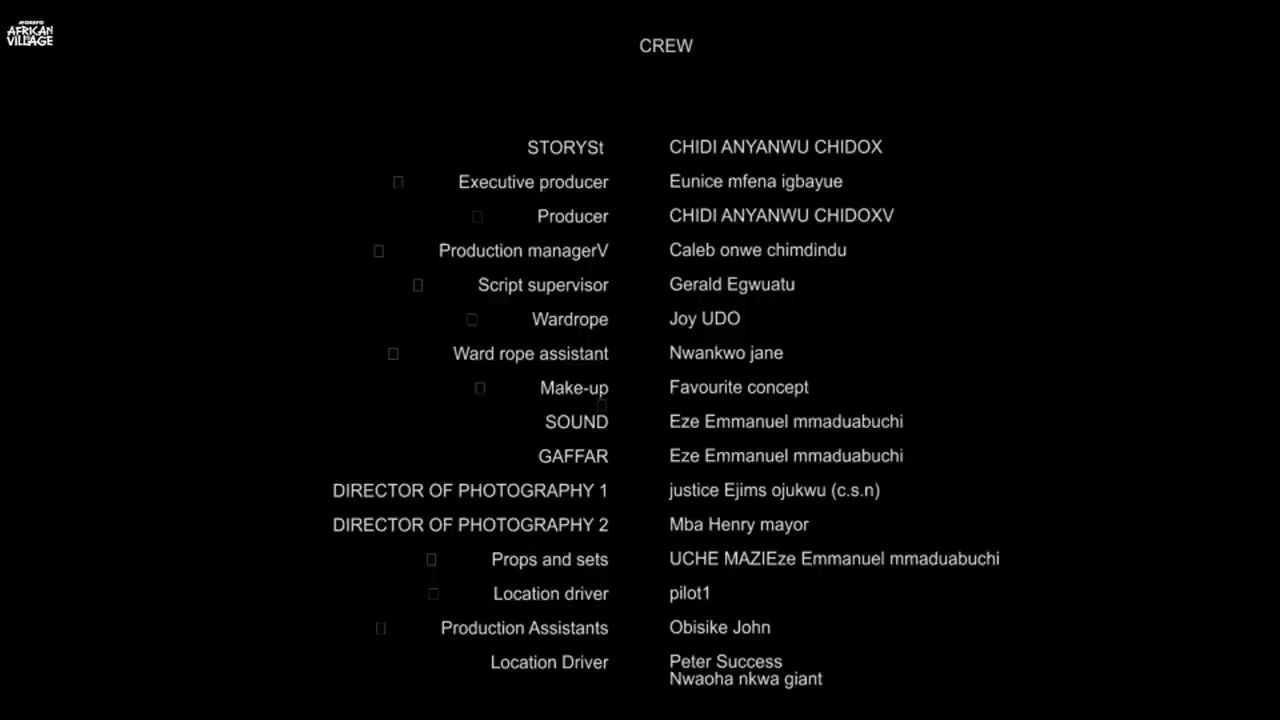 AFRICAN
VILLAGE
CREW
STORYSt CHIDI ANYANWU CHIDOX
Executive producer Eunice mfena igbayue
Producer CHIDI ANYANWU CHIDOXV
Production managerV Caleb onwe chimdindu
Script supervisor Gerald Egwuatu
Wardrope Joy UDO
Ward rope assistant Nwankwo jane
Make-up Favourite concept
SOUND Eze Emmanuel mmaduabuchi
GAFFAR Eze Emmanuel mmaduabuchi
DIRECTOR OF PHOTOGRAPHY 1 justice Ejims ojukwu (c.s.n)
DIRECTOR OF PHOTOGRAPHY 2 Mba Henry mayor
Props and sets UCHE MAZIEze Emmanuel mmaduabuchi
Location driver pilot1
Production Assistants Obisike John
Location Driver Peter Success
Nwaoha nkwa giant